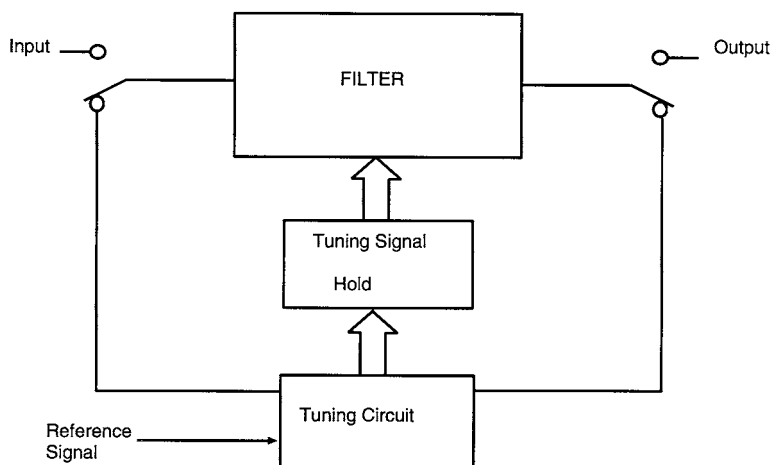 Input
Output
FILTER
Tuning Signal
Hold
Tuning Circuit
Reference
Signal